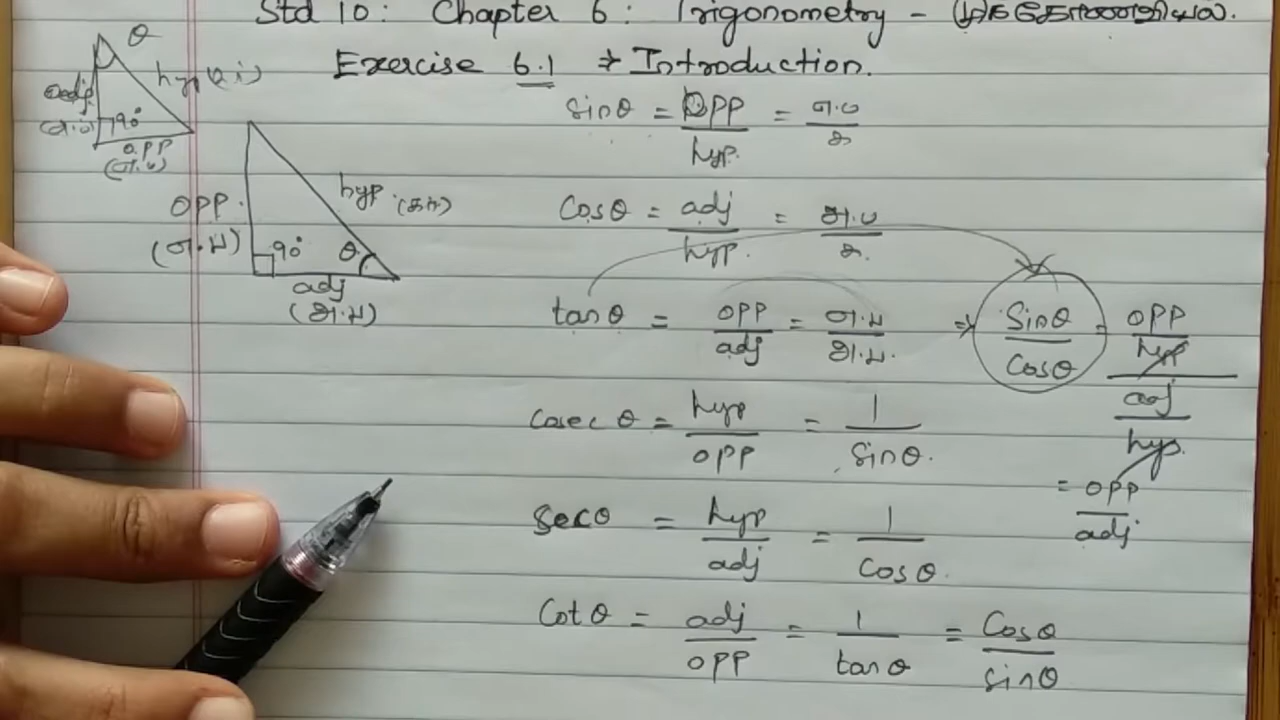 Std 10: Chapter 6: Trigonometry -
Exercise 6.1 → Introduction.
θ
adj
hyp
90°
opp
(எ.ப)
opp.
(எ.ப)
hyp
90°
θ
adj
(அ.ப)
Sinθ = Opp/hyp. = எ.ப/க
Cosθ = adj/hyp. = அ.ப/க.
tanθ = opp/adj = எ.ப/அ.ப. ⇒ Sinθ/Cosθ = opp/hyp / adj/hyp.
= opp/adj
Cosec θ = hyp/opp = 1/Sinθ.
Secθ = hyp/adj = 1/Cosθ.
Cotθ = adj/opp = 1/tanθ = Cosθ/Sinθ